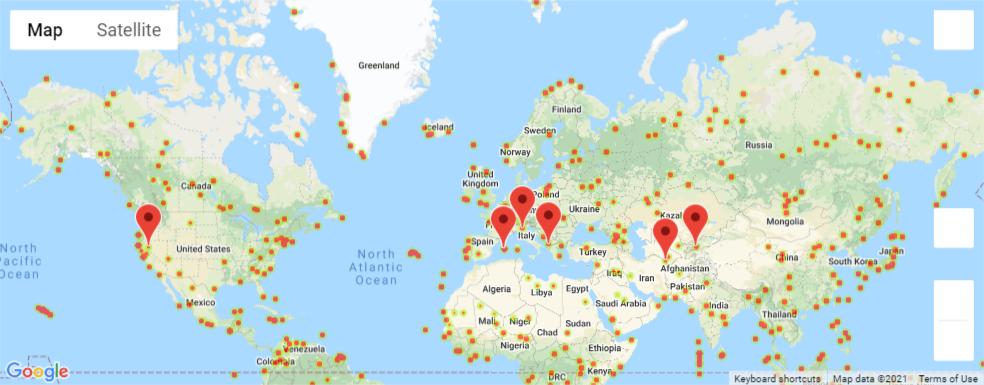 Map Satellite
Greenland
Iceland
Finland
Sweden
Norway
Russia
Canada
United
Kingdom
Poland
Ukraine
Kazak
Mongolia
North
Pacific
Ocean
United States
Spain
Italy
Turkey
North
Atlantic
Ocean
China
South Korea
Japan
Afghanistan
Iraq
Iran
Pakistan
Mexico
Algeria
Libya
Egypt
Saudi Arabia
India
Thailand
Mali
Niger
Chad
Sudan
Nigeria
Ethiopia
Venezuela
Colombia
DRC
Kenya
Google
Keyboard shortcuts Map data ©2021 Terms of Use